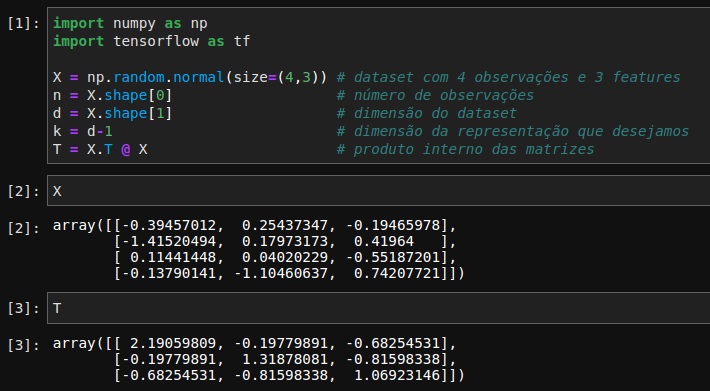 [1]: import numpy as np
import tensorflow as tf
X = np.random.normal(size=(4,3)) # dataset com 4 observações e 3 features
n = X.shape[0] # número de observações
d = X.shape[1] # dimensão do dataset
k = d-1 # dimensão da representação que desejamos
T = X.T @ X # produto interno das matrizes
[2]: X
[2]: array([[-0.39457012, 0.25437347, -0.19465978],
[-1.41520494, 0.17973173, 0.41964 ],
[ 0.11441448, 0.04020229, -0.55187201],
[-0.13790141, -1.10460637, 0.74207721]])
[3]: T
[3]: array([[ 2.19059809, -0.19779891, -0.68254531],
[-0.19779891, 1.31878081, -0.81598338],
[-0.68254531, -0.81598338, 1.06923146]])